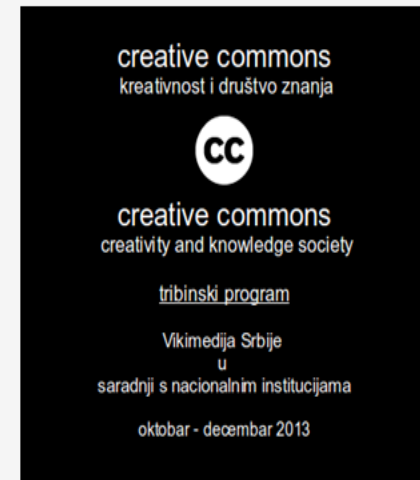 creative commons
kreativnost i društvo znanja
cc
creative commons
creativity and knowledge society
tribinski program
Vikimedija Srbije
u
saradnji s nacionalnim institucijama
oktobar - decembar 2013